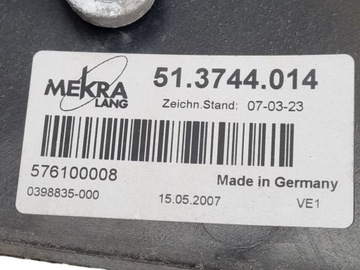 MEKRA
LANG
51.3744.014
Zeichn.Stand: 07-03-23
576100008
Made in Germany
0398835-000
15.05.2007
VE1